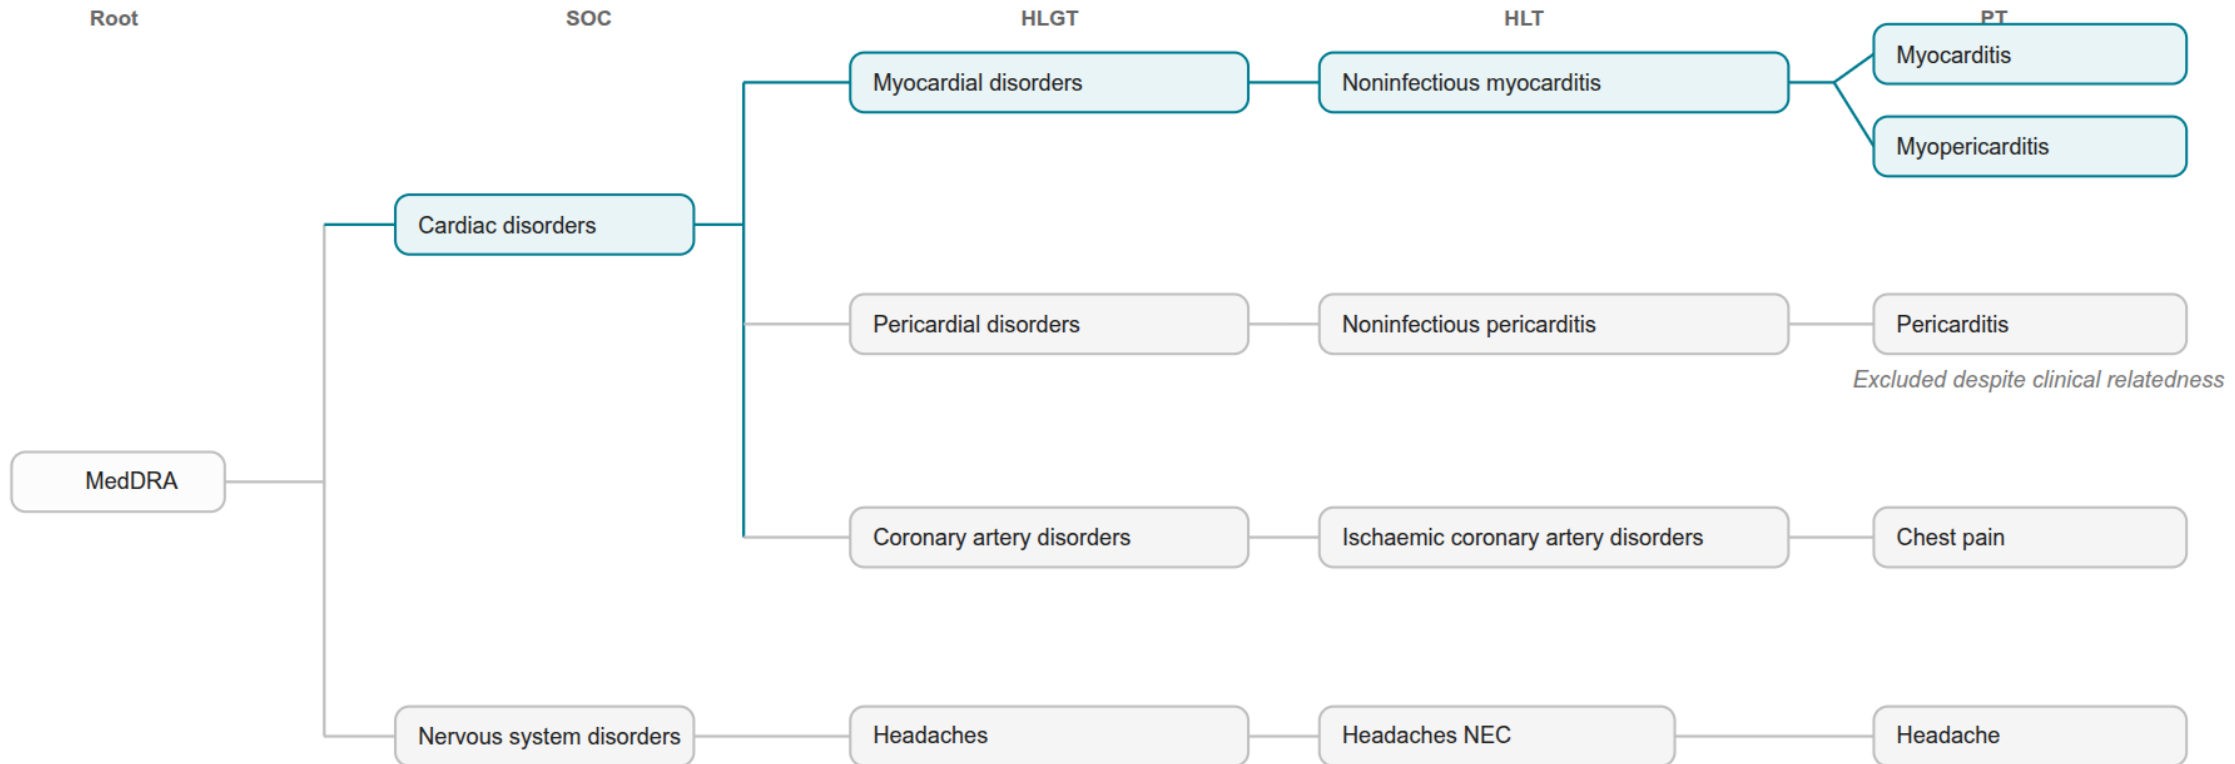 Root
SOC
HLGT
HLT
PT
Myocarditis
Myocardial disorders
Noninfectious myocarditis
Myopericarditis
Cardiac disorders
Pericardial disorders
Noninfectious pericarditis
Pericarditis
Excluded despite clinical relatedness
MedDRA
Coronary artery disorders
Ischaemic coronary artery disorders
Chest pain
Nervous system disorders
Headaches
Headaches NEC
Headache